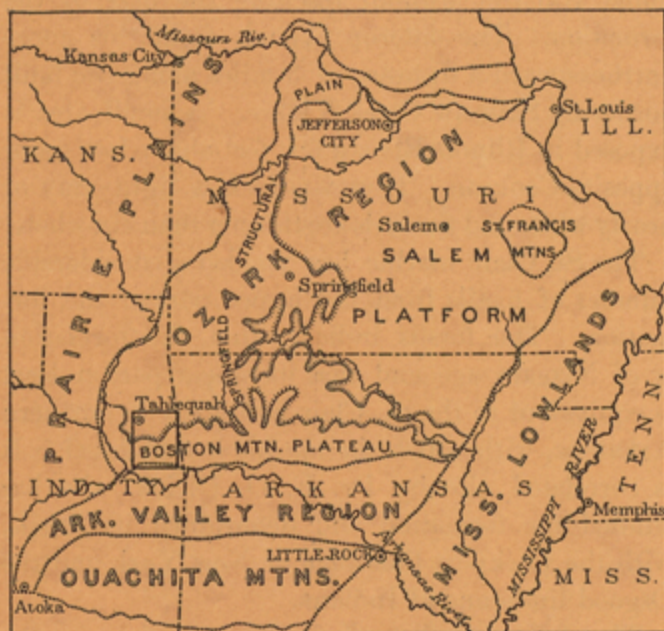 Missouri Riv.
Kansas City
PLAIN
St. Louis
JEFFERSON
CITY
ILL.
KANS.
PRAIRIE PLAINS
MISSOURI
OZARK REGION
STRUCTURAL
Salem
ST. FRANCIS
MTNS
SALEM
Springfield
PLATFORM
SPRINGFIELD
Tahlequah
BOSTON MTN. PLATEAU
MISS. LOWLANDS
MISSISSIPPI RIVER
TENN.
IND. TY.
ARKANSAS
Memphis
ARK. VALLEY REGION
LITTLE-ROCK
Arkansas River
OUACHITA MTNS.
MISS.
Atoka